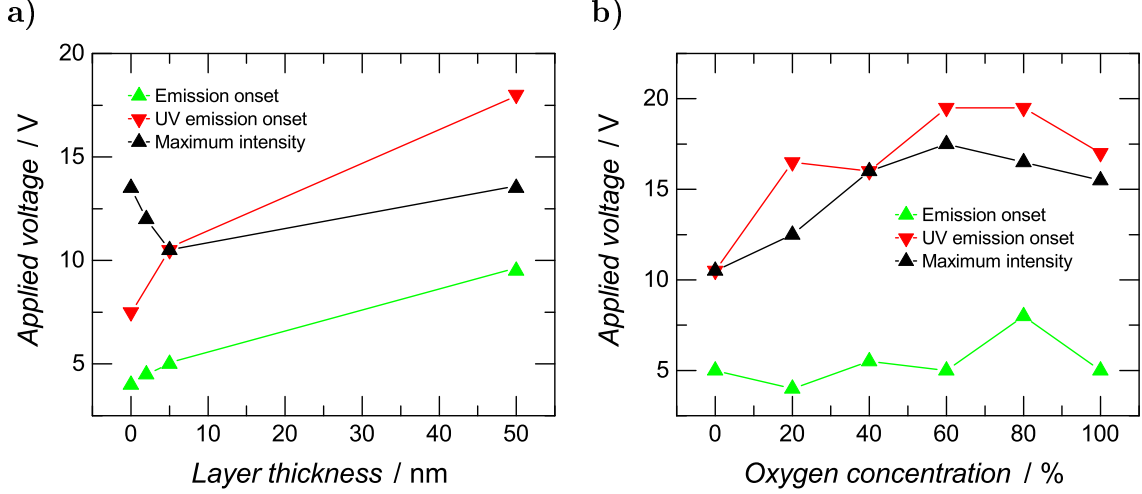 a)
20
15
10
5
Applied voltage / V
Emission onset
UV emission onset
Maximum intensity
0 10 20 30 40 50
Layer thickness / nm
b)
20
15
10
5
Applied voltage / V
Emission onset
UV emission onset
Maximum intensity
0 20 40 60 80 100
Oxygen concentration / %